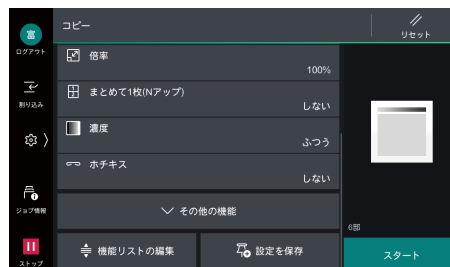 富
ログアウト
コピー
リセット
割り込み
ジョブ情報
ストップ
倍率
100%
まとめて1枚(Nアップ)
しない
濃度
ふつう
ホチキス
しない
その他の機能
機能リストの編集
設定を保存
6部
スタート